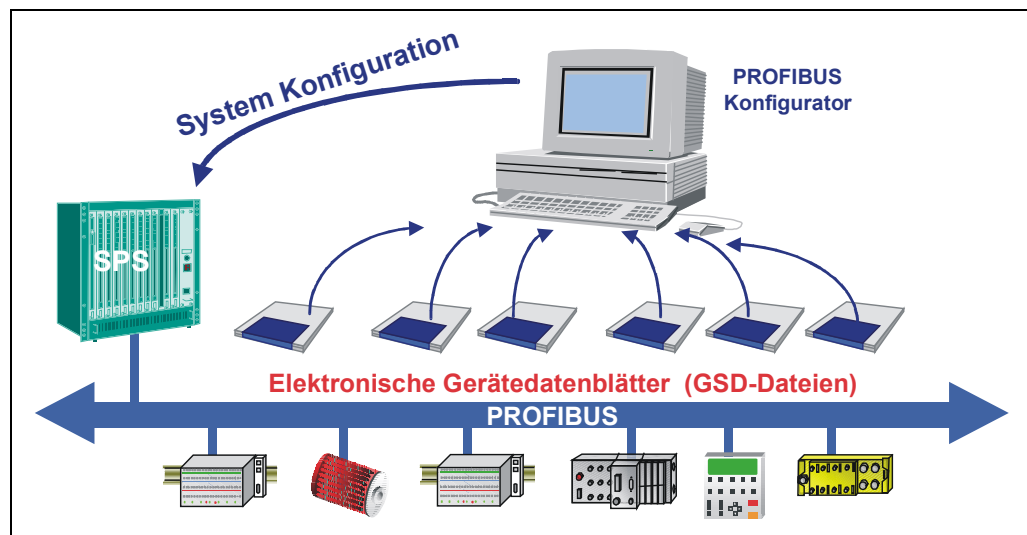 System Konfiguration
PROFIBUS
Konfigurator
SPS
Elektronische Gerätedatenblätter (GSD-Dateien)
PROFIBUS